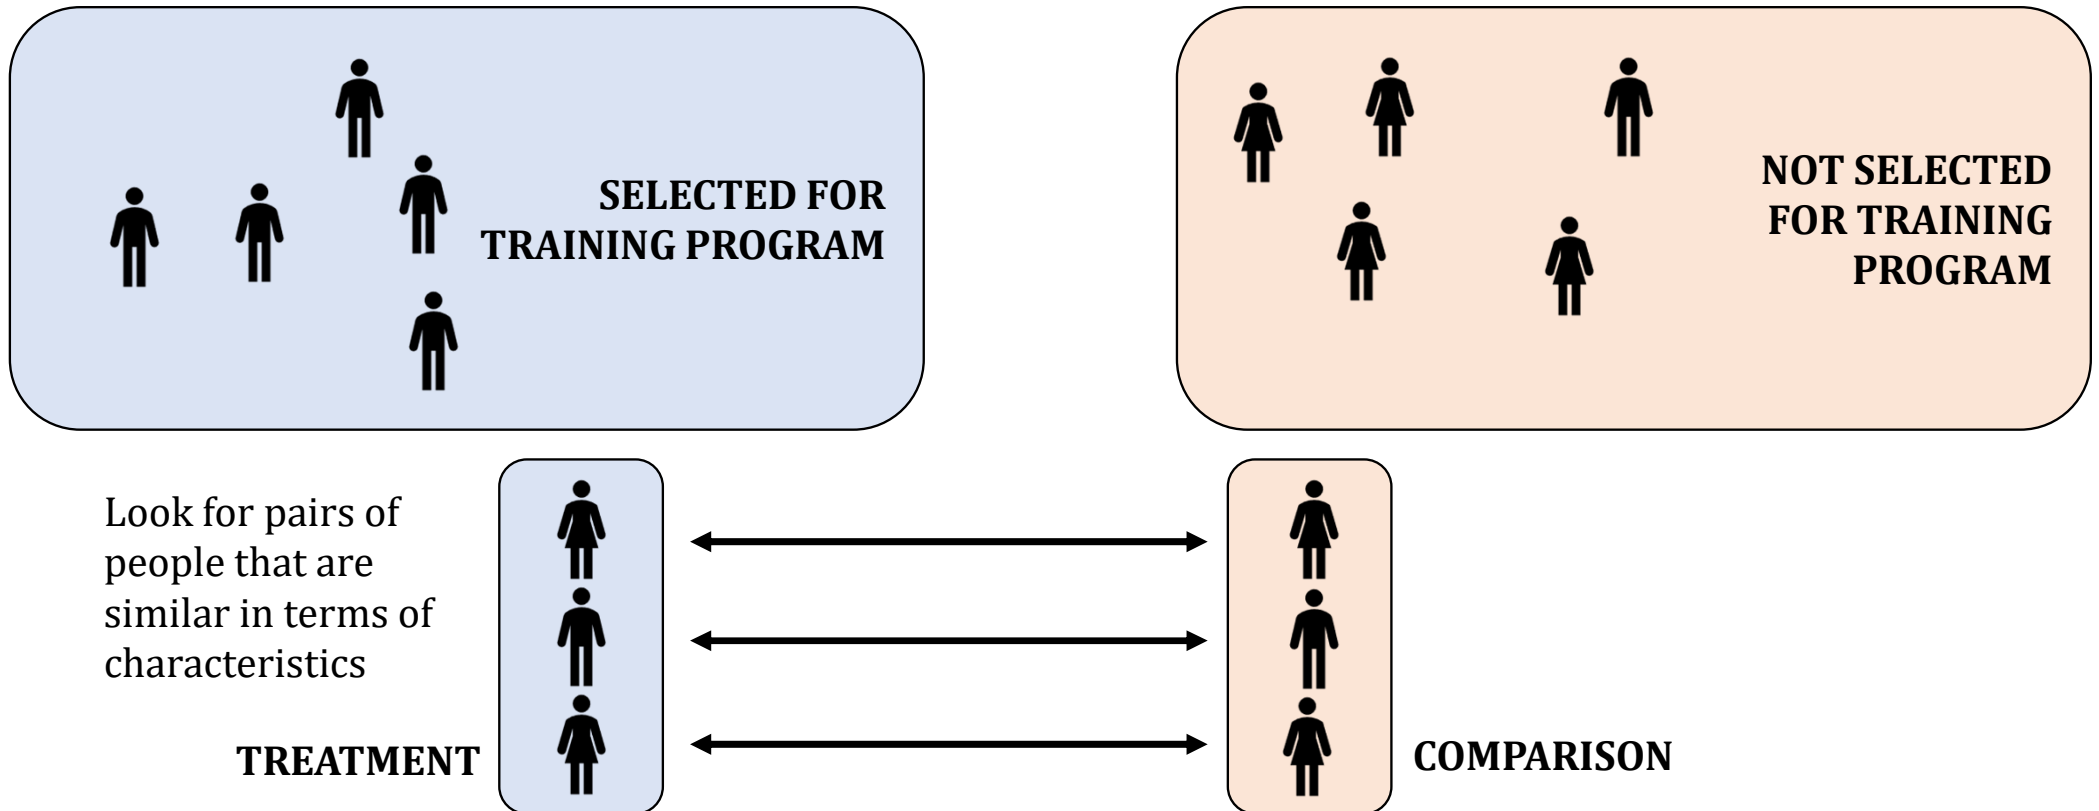 SELECTED FOR
TRAINING PROGRAM
NOT SELECTED
FOR TRAINING
PROGRAM
Look for pairs of
people that are
similar in terms of
characteristics
TREATMENT
COMPARISON